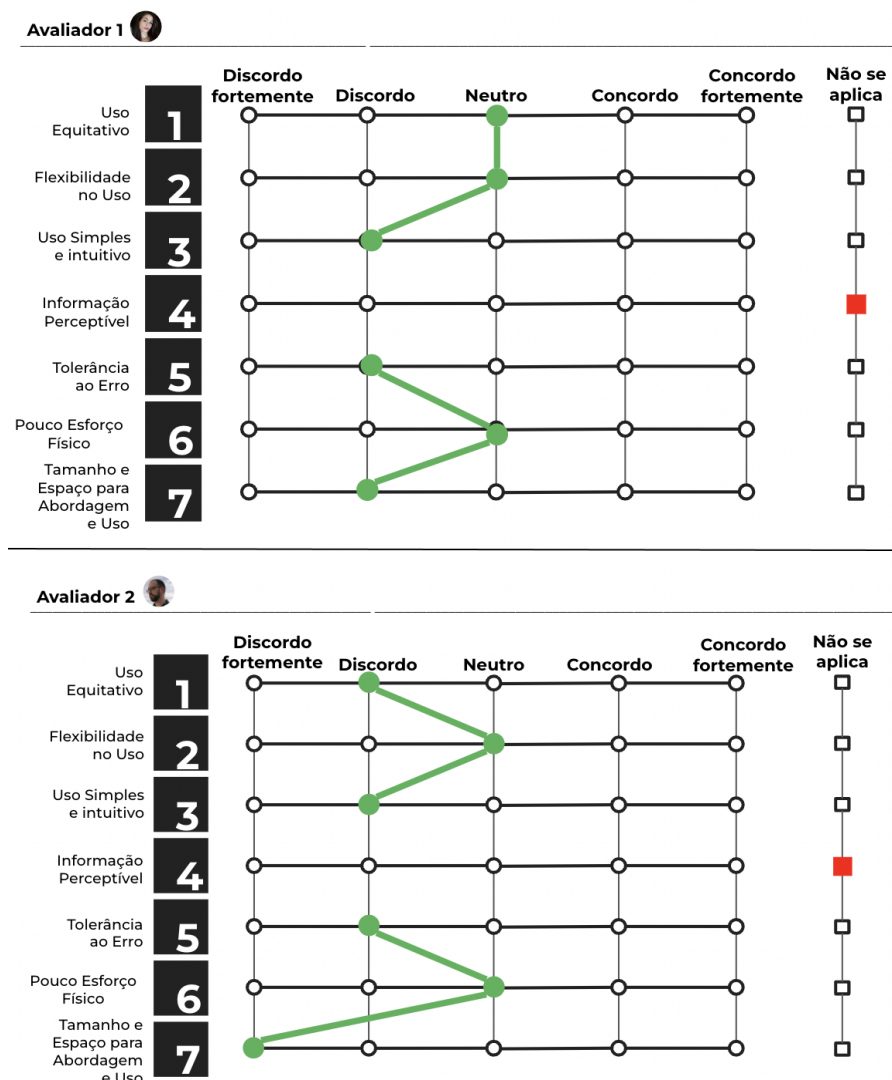 Avaliador 1
Discordo
fortemente
Discordo
Neutro
Concordo
Concordo
fortemente
Não se
aplica
Uso
Equitativo
1
Flexibilidade
no Uso
2
Uso Simples
e intuitivo
3
Informação
Perceptível
4
Tolerância
ao Erro
5
Pouco Esforço
Físico
6
Tamanho e
Espaço para
Abordagem
e Uso
7
Avaliador 2
Discordo
fortemente
Discordo
Neutro
Concordo
Concordo
fortemente
Não se
aplica
Uso
Equitativo
1
Flexibilidade
no Uso
2
Uso Simples
e intuitivo
3
Informação
Perceptível
4
Tolerância
ao Erro
5
Pouco Esforço
Físico
6
Tamanho e
Espaço para
Abordagem
e Uso
7